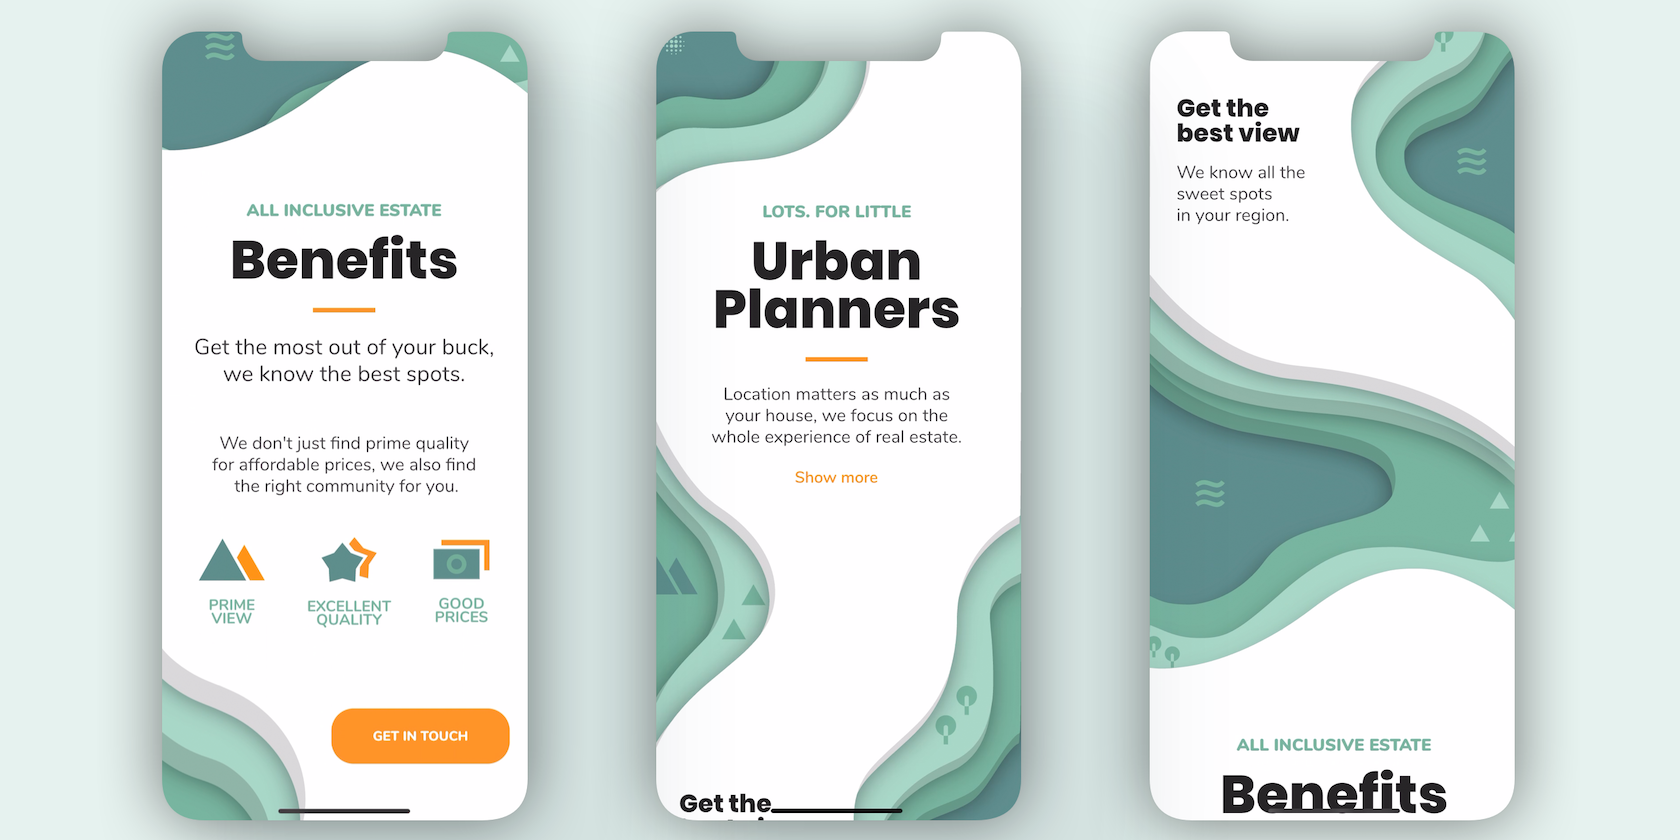 ALL INCLUSIVE ESTATE
Benefits
Get the most out of your buck,
we know the best spots.
We don't just find prime quality
for affordable prices, we also find
the right community for you.
PRIME
VIEW
EXCELLENT
QUALITY
GOOD
PRICES
GET IN TOUCH
LOTS. FOR LITTLE
Urban
Planners
Location matters as much as
your house, we focus on the
whole experience of real estate.
Show more
Get the
Get the
best view
We know all the
sweet spots
in your region.
ALL INCLUSIVE ESTATE
Benefits